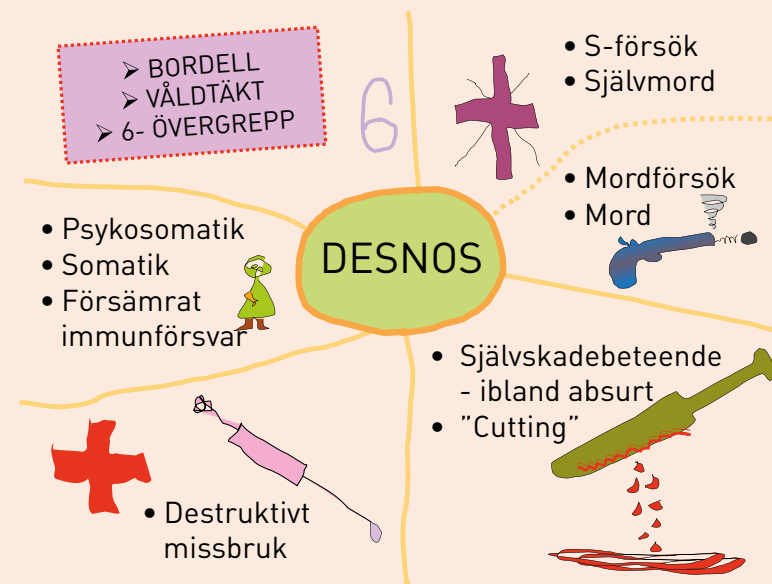 ➢ BORDELL
➢ VÅLDTÄKT
➢ 6- ÖVERGREPP
6
• S-försök
• Självmord
• Mordförsök
• Mord
DESNOS
• Psykosomatik
• Somatik
• Försämrat
immunförsvar
• Självskadebeteende
- ibland absurt
• ”Cutting”
• Destruktivt
missbruk